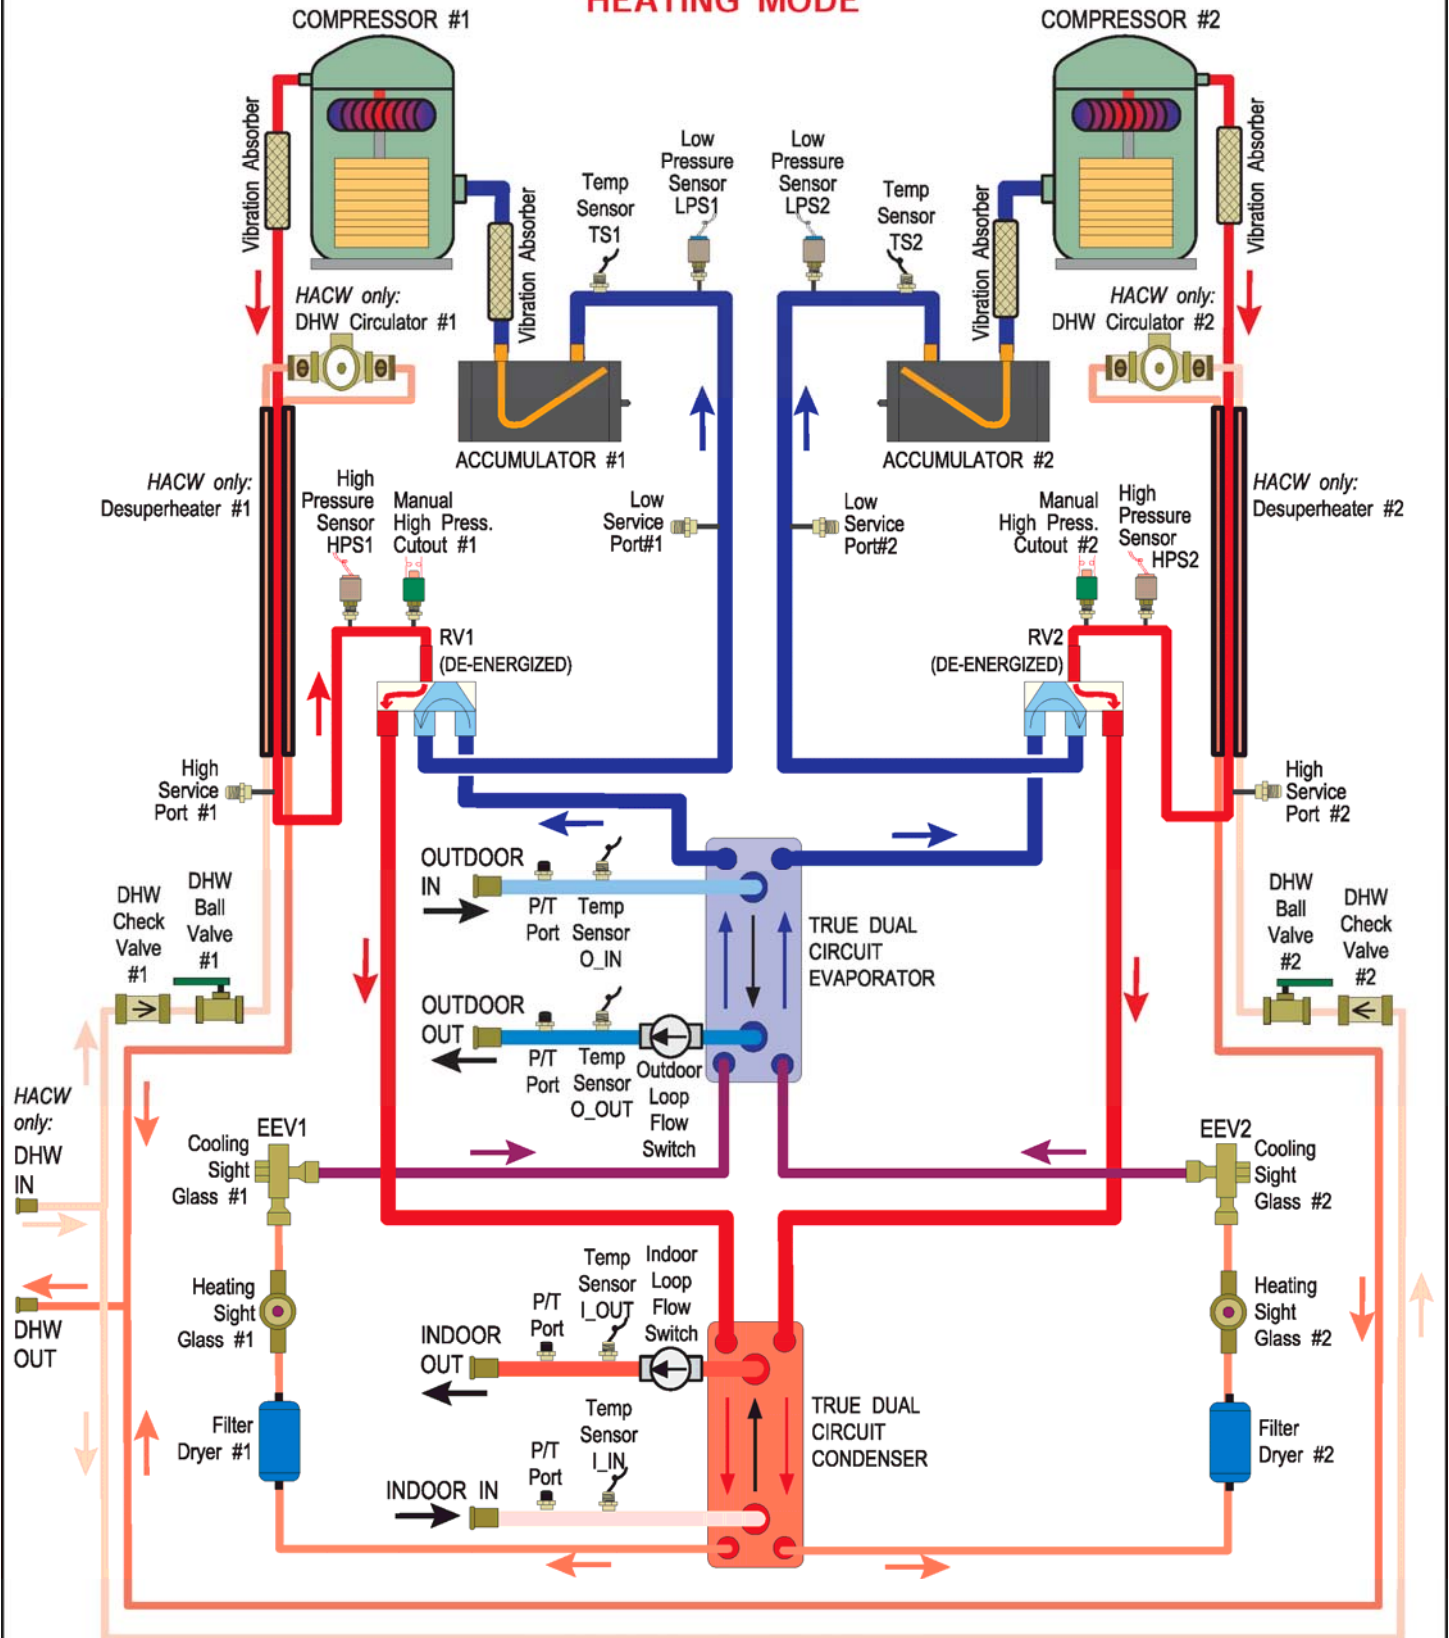 HEATING MODE
COMPRESSOR #1
COMPRESSOR #2
Vibration Absorber
Vibration Absorber
Temp
Sensor
TS1
Low
Pressure
Sensor
LPS1
Low
Pressure
Sensor
LPS2
Temp
Sensor
TS2
Vibration Absorber
Vibration Absorber
HACW only:
DHW Circulator #1
HACW only:
DHW Circulator #2
ACCUMULATOR #1
ACCUMULATOR #2
HACW only:
Desuperheater #1
High
Pressure
Sensor
HPS1
Manual
High Press.
Cutout #1
Low
Service
Port#1
Low
Service
Port#2
Manual
High Press.
Cutout #2
High
Pressure
Sensor
HPS2
HACW only:
Desuperheater #2
RV1
(DE-ENERGIZED)
RV2
(DE-ENERGIZED)
High
Service
Port #1
High
Service
Port #2
OUTDOOR
IN
P/T
Port
Temp
Sensor
O_IN
TRUE DUAL
CIRCUIT
EVAPORATOR
DHW
Check
Valve
#1
DHW
Ball
Valve
#1
DHW
Ball
Valve
#2
DHW
Check
Valve
#2
OUTDOOR
OUT
P/T
Port
Temp
Sensor
O_OUT
Outdoor
Loop
Flow
Switch
HACW
only:
DHW
IN
DHW
OUT
EEV1
Cooling
Sight
Glass #1
EEV2
Cooling
Sight
Glass #2
Heating
Sight
Glass #1
Heating
Sight
Glass #2
INDOOR
OUT
P/T
Port
Temp
Sensor
I_OUT
Indoor
Loop
Flow
Switch
TRUE DUAL
CIRCUIT
CONDENSER
Filter
Dryer #1
Filter
Dryer #2
INDOOR IN
P/T
Port
Temp
Sensor
I_IN